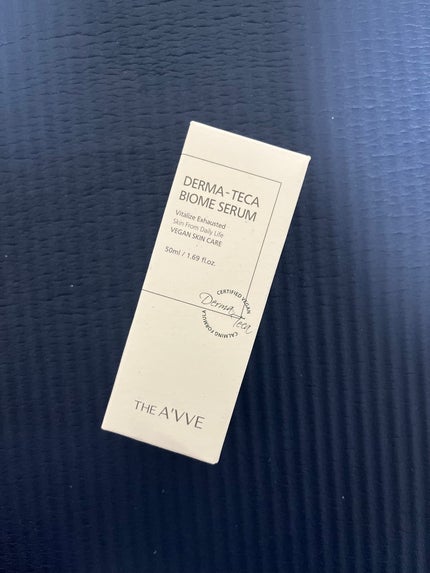 DERMA-TECA
BIOME SERUM
Vitalize Exhausted
Skin From Daily Life
VEGAN SKIN CARE
50ml / 1.69 fl.oz.
CERTIFIED VEGAN
Derma-Teca
CALMING FORMULA
THE A'VVE